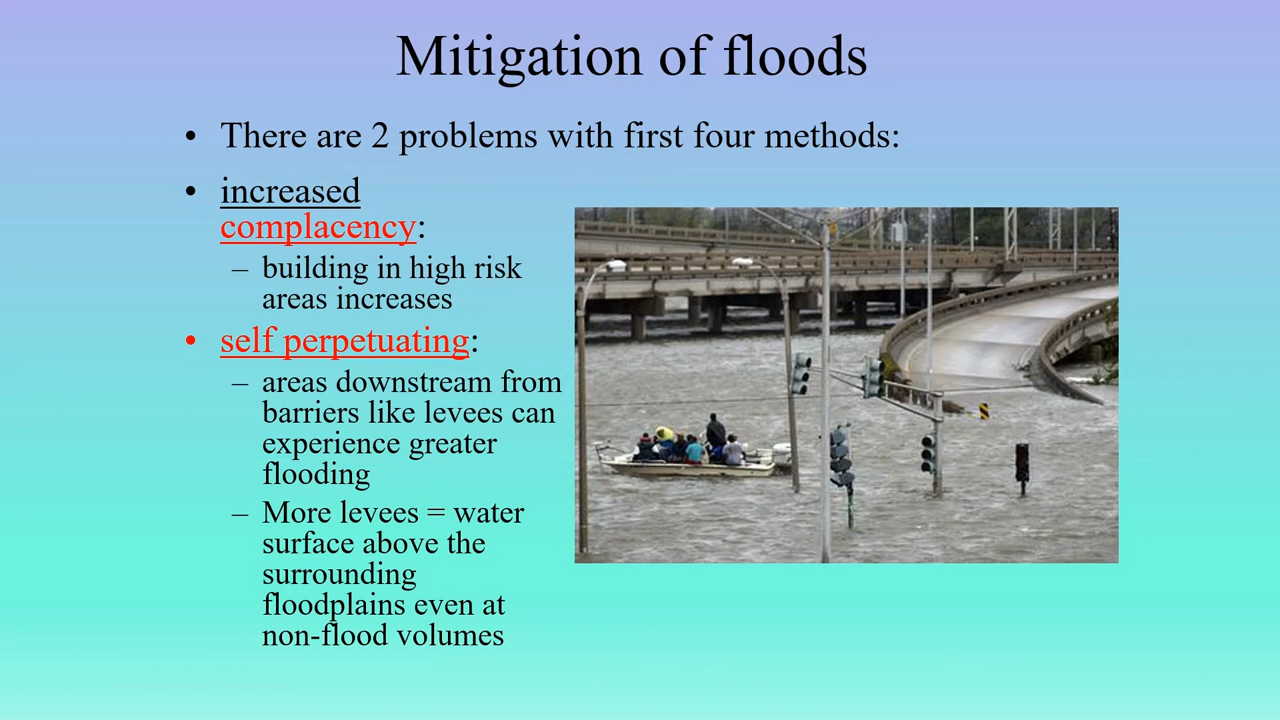 Mitigation of floods
• There are 2 problems with first four methods:
• increased
complacency:
– building in high risk
areas increases
• self perpetuating:
– areas downstream from
barriers like levees can
experience greater
flooding
– More levees = water
surface above the
surrounding
floodplains even at
non-flood volumes